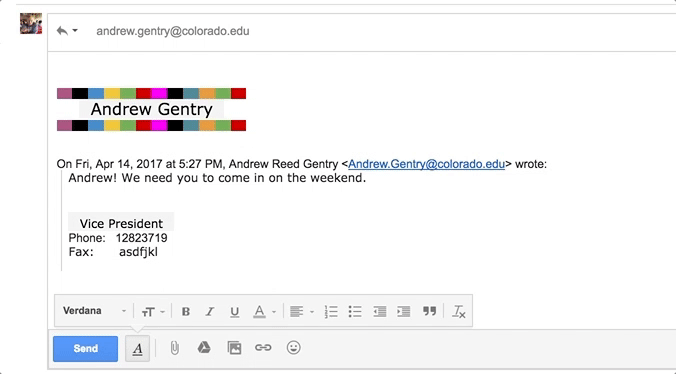 andrew.gentry@colorado.edu
Andrew Gentry
On Fri, Apr 14, 2017 at 5:27 PM, Andrew Reed Gentry <Andrew.Gentry@colorado.edu> wrote:
Andrew! We need you to come in on the weekend.
Vice President
Phone: 12823719
Fax: asdfjkl
Verdana TT B I U A T
Send A